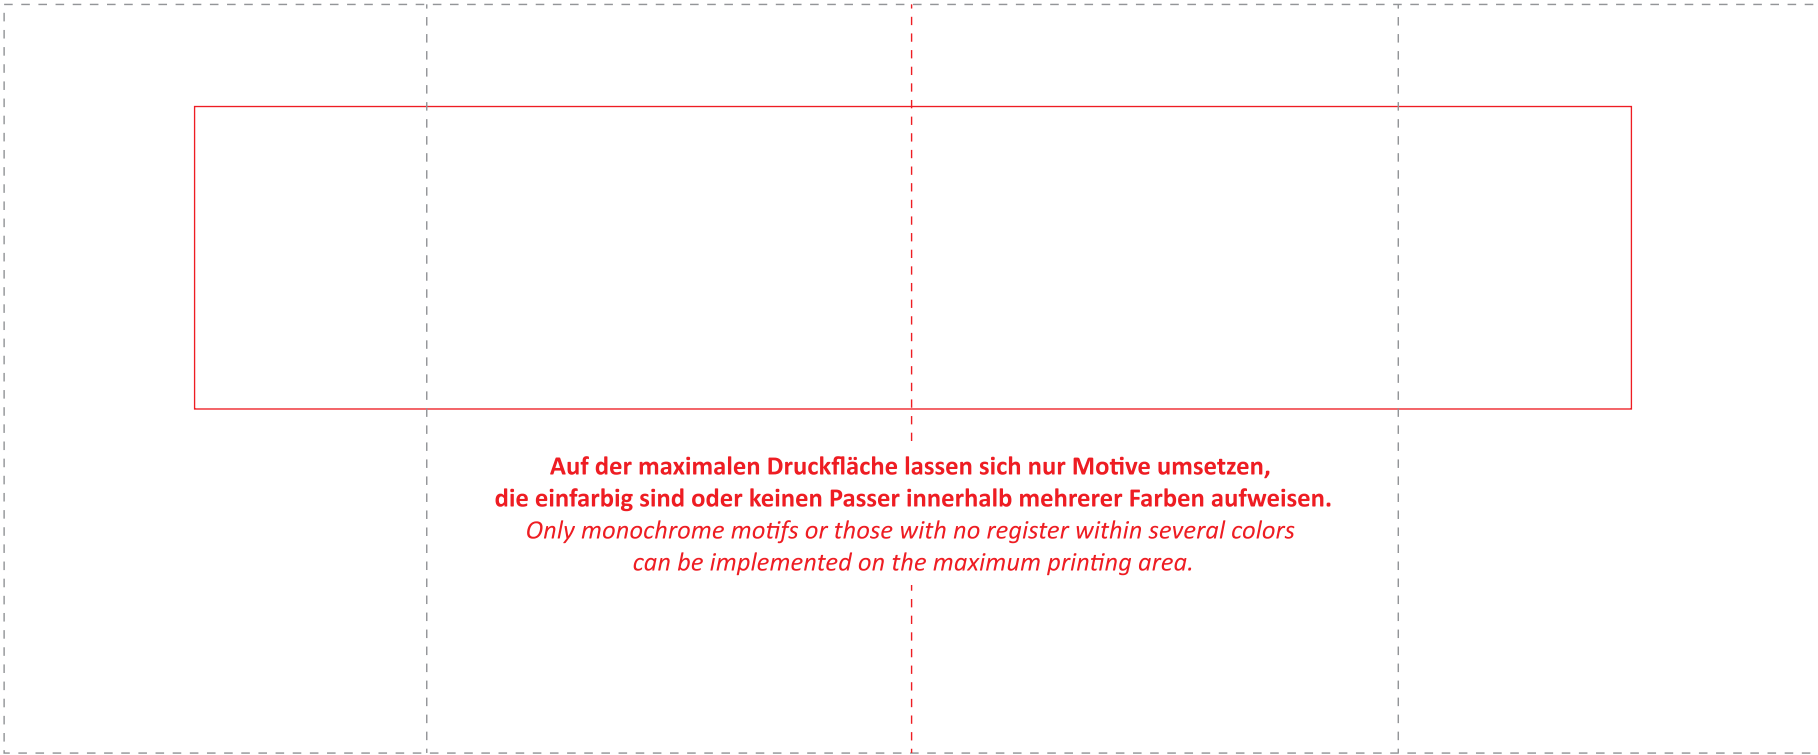 Auf der maximalen Druckfläche lassen sich nur Motive umsetzen,
die einfarbig sind oder keinen Passer innerhalb mehrerer Farben aufweisen.
Only monochrome motifs or those with no register within several colors
can be implemented on the maximum printing area.